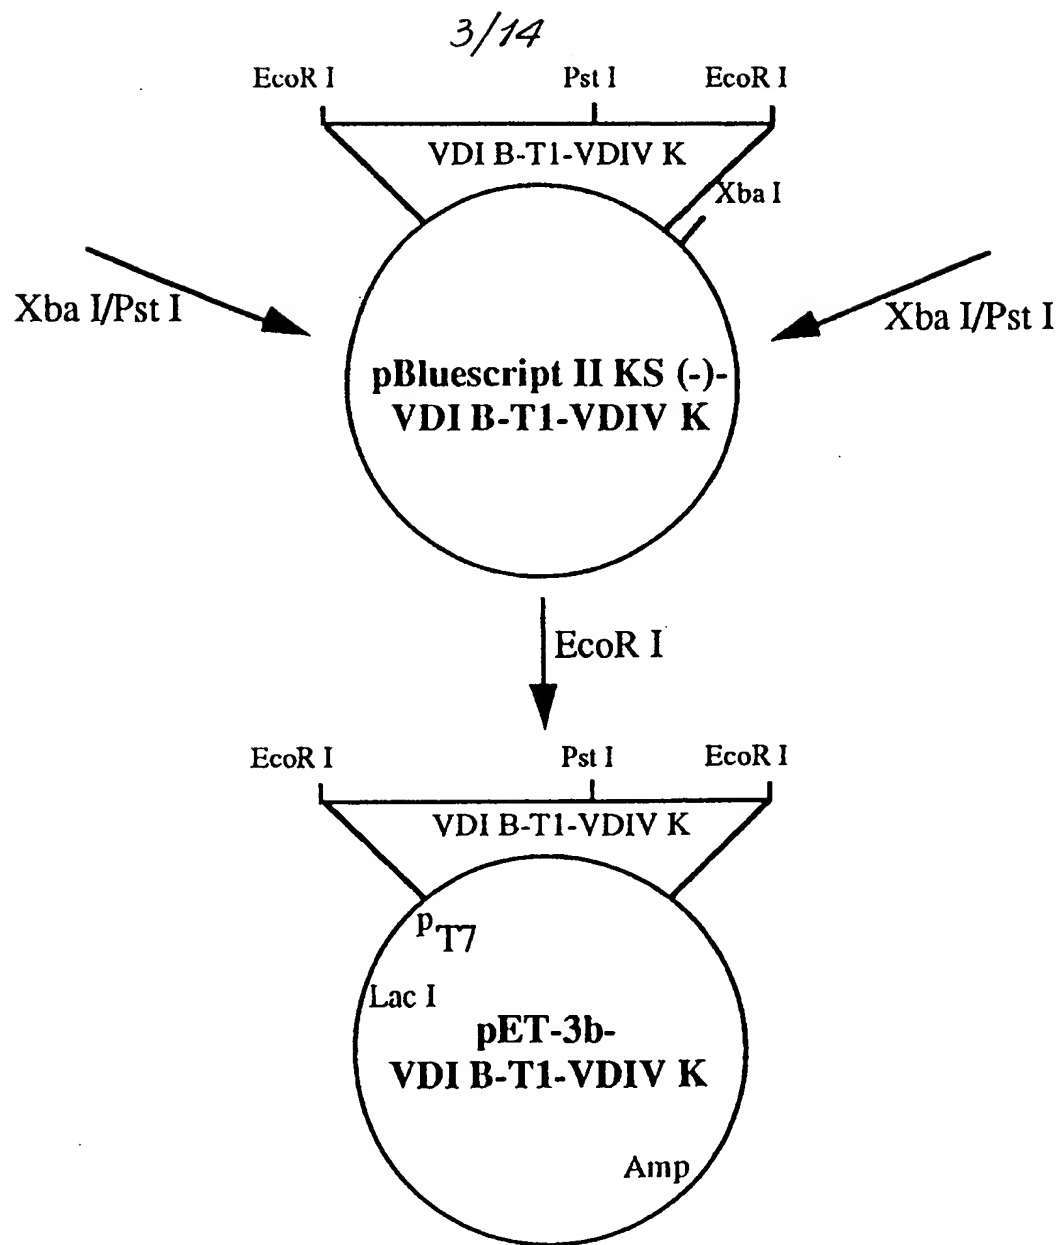 3/14
EcoR I Pst I EcoR I
VDI B-T1-VDIV K
Xba I
Xba I/Pst I Xba I/Pst I
pBluescript II KS (-)-
VDI B-T1-VDIV K
EcoR I
EcoR I Pst I EcoR I
VDI B-T1-VDIV K
pT7
Lac I
pET-3b-
VDI B-T1-VDIV K
Amp